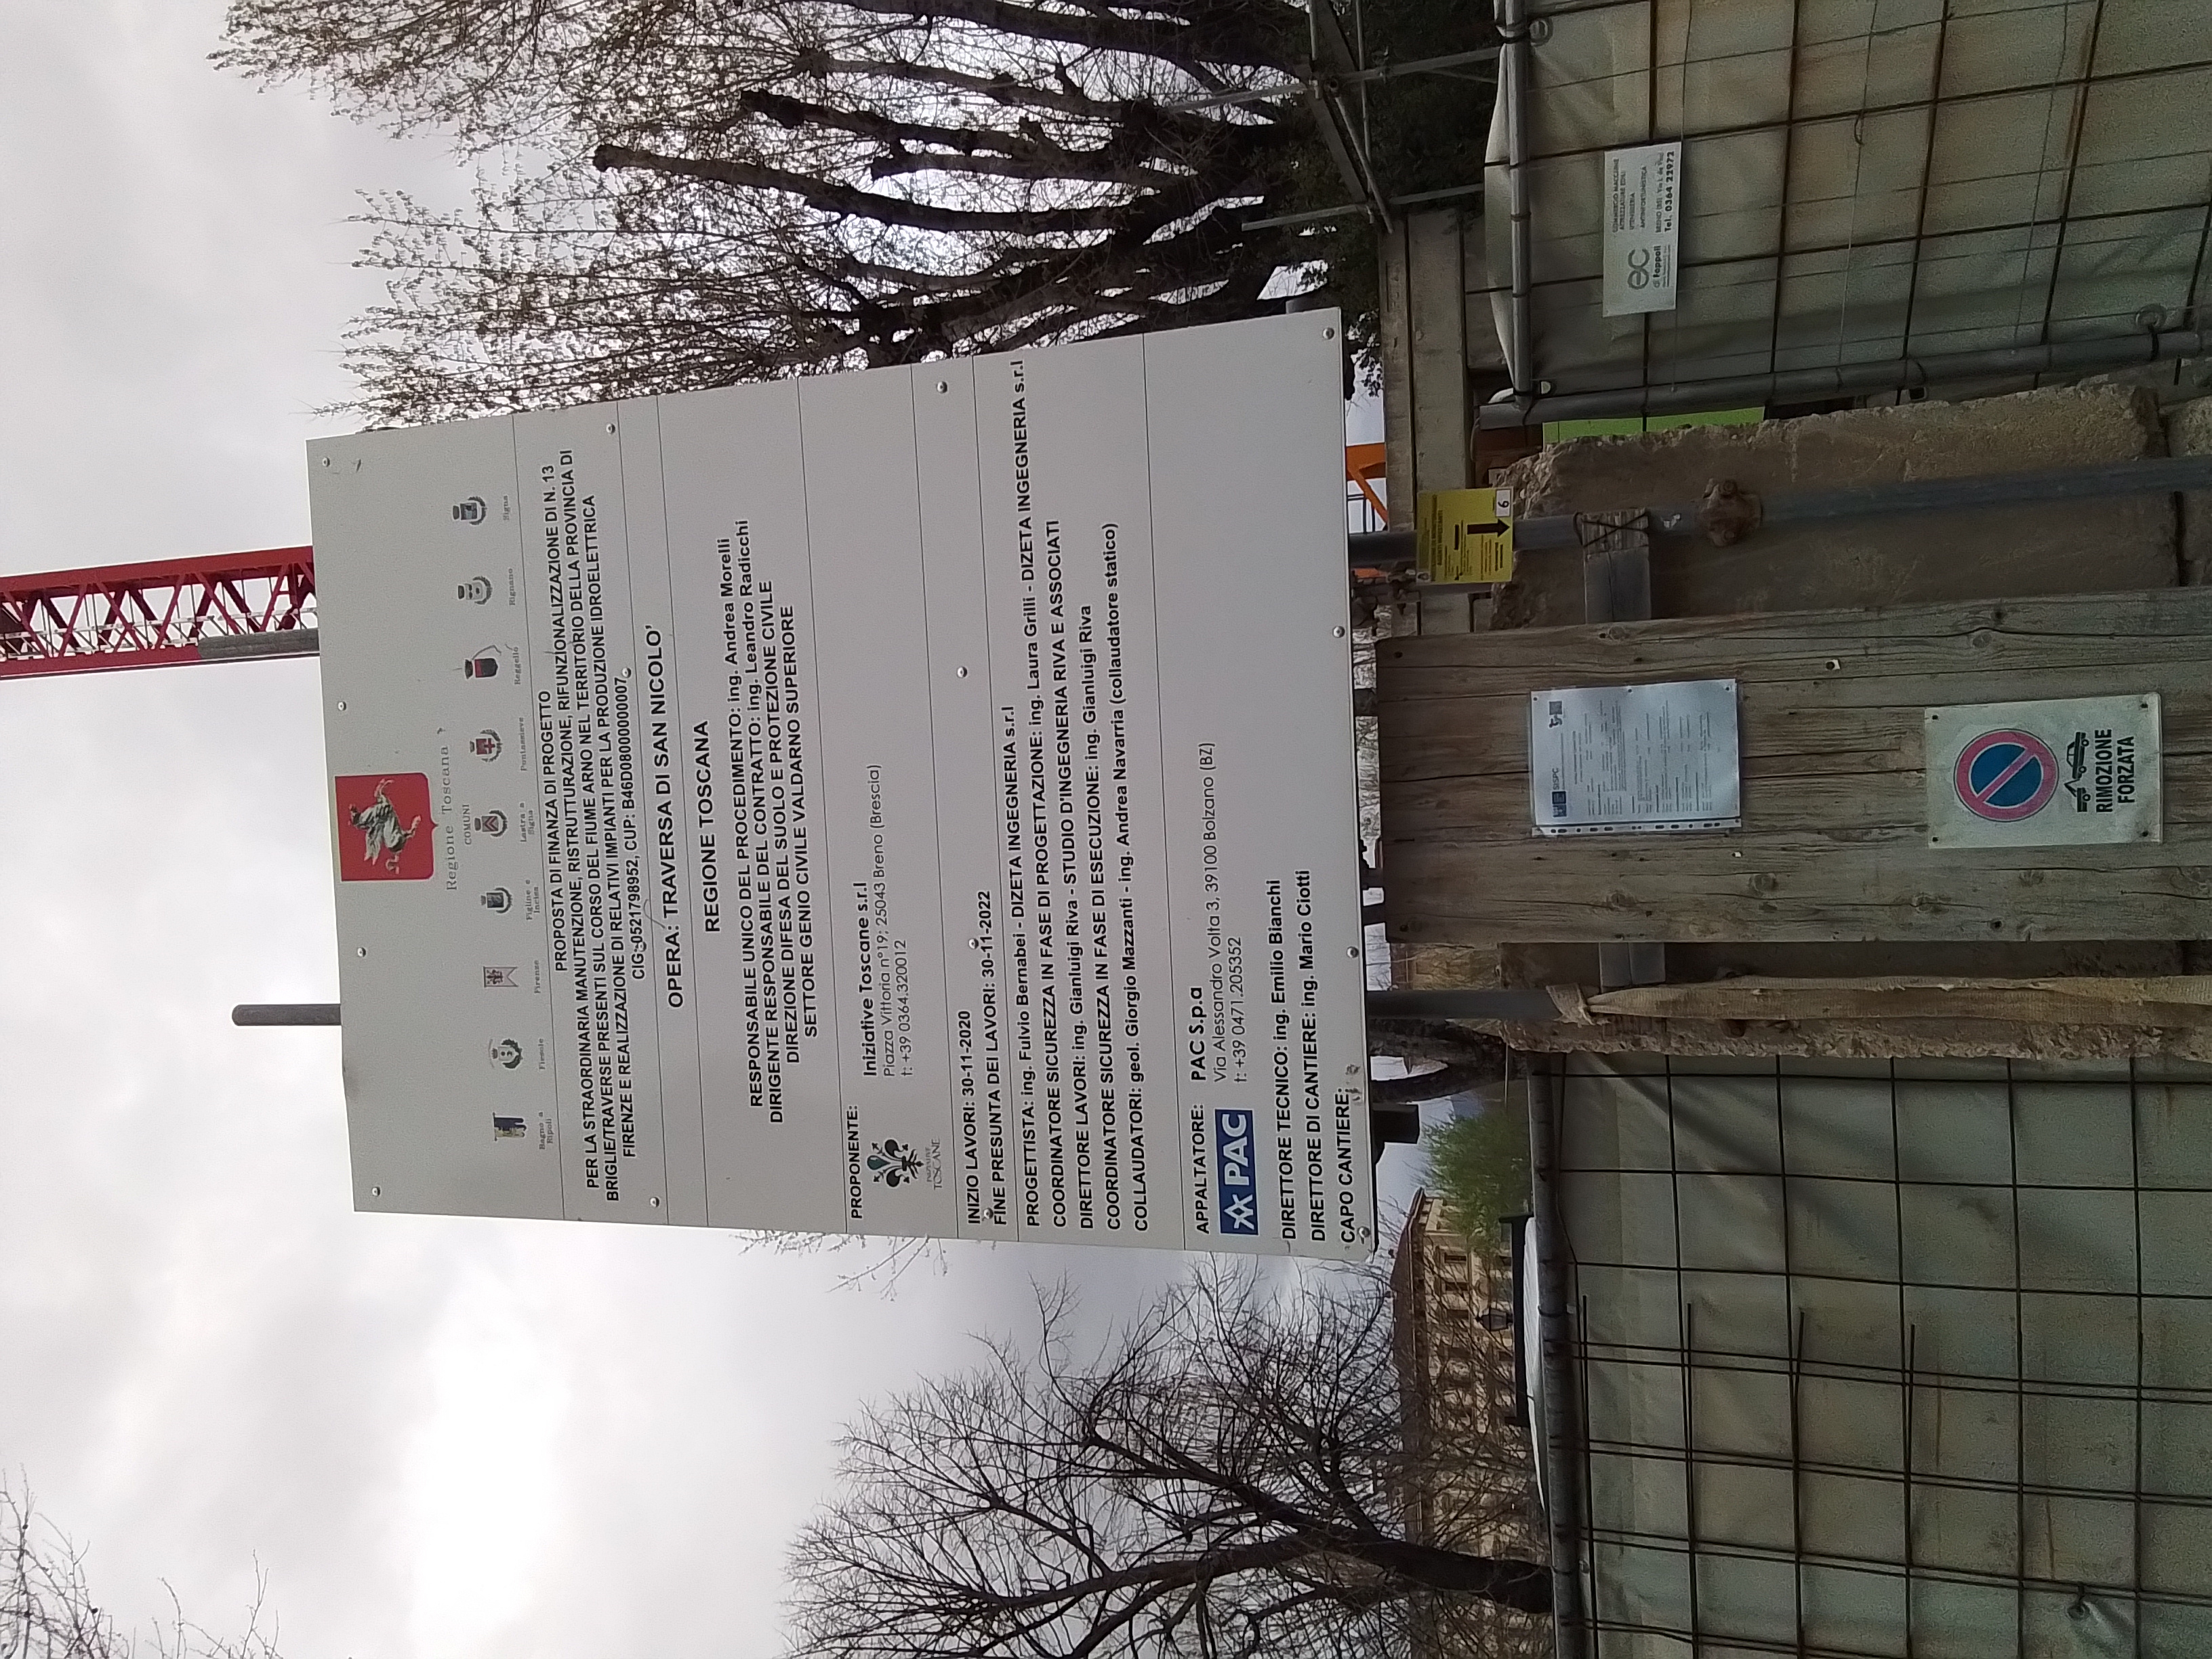 Regione Toscana
COMUNI
Bagno a Ripoli
Fiesole
Firenze
Figline e Incisa
Lastra a Signa
Pontassieve
Reggello
Rignano
Signa
PROPOSTA DI FINANZA DI PROGETTO
PER LA STRAORDINARIA MANUTENZIONE, RISTRUTTURAZIONE, RIFUNZIONALIZZAZIONE DI N. 13
BRIGLIE/TRAVERSE PRESENTI SUL CORSO DEL FIUME ARNO NEL TERRITORIO DELLA PROVINCIA DI
FIRENZE E REALIZZAZIONE DI RELATIVI IMPIANTI PER LA PRODUZIONE IDROELETTRICA
CIG:0521798952, CUP: B46D08000000007
OPERA: TRAVERSA DI SAN NICOLO'
REGIONE TOSCANA
RESPONSABILE UNICO DEL PROCEDIMENTO: ing. Andrea Morelli
DIRIGENTE RESPONSABILE DEL CONTRATTO: ing. Leandro Radicchi
DIREZIONE DIFESA DEL SUOLO E PROTEZIONE CIVILE
SETTORE GENIO CIVILE VALDARNO SUPERIORE
PROPONENTE:
Iniziative Toscane s.r.l
Piazza Vittoria n°19; 25043 Breno (Brescia)
t: +39 0364.320012
TOSCANE
INIZIO LAVORI: 30-11-2020
FINE PRESUNTA DEI LAVORI: 30-11-2022
PROGETTISTA: ing. Fulvio Bernabei - DIZETA INGEGNERIA s.r.l
COORDINATORE SICUREZZA IN FASE DI PROGETTAZIONE: ing. Laura Grilli - DIZETA INGEGNERIA s.r.l
DIRETTORE LAVORI: ing. Gianluigi Riva - STUDIO D'INGEGNERIA RIVA E ASSOCIATI
COORDINATORE SICUREZZA IN FASE DI ESECUZIONE: ing. Gianluigi Riva
COLLAUDATORI: geol. Giorgio Mazzanti - ing. Andrea Navarria (collaudatore statico)
APPALTATORE:
PAC S.p.a
Via Alessandro Volta 3, 39100 Bolzano (BZ)
t: +39 0471.205352
PAC
DIRETTORE TECNICO: ing. Emilio Bianchi
DIRETTORE DI CANTIERE: ing. Mario Ciotti
CAPO CANTIERE:
6
SISPC
RIMOZIONE
FORZATA
COMMERCIO MACCHINE
ATTREZZATURE EDILI
UTENSILERIA
ANTINFORTUNISTICA
Tel. 0364 22972